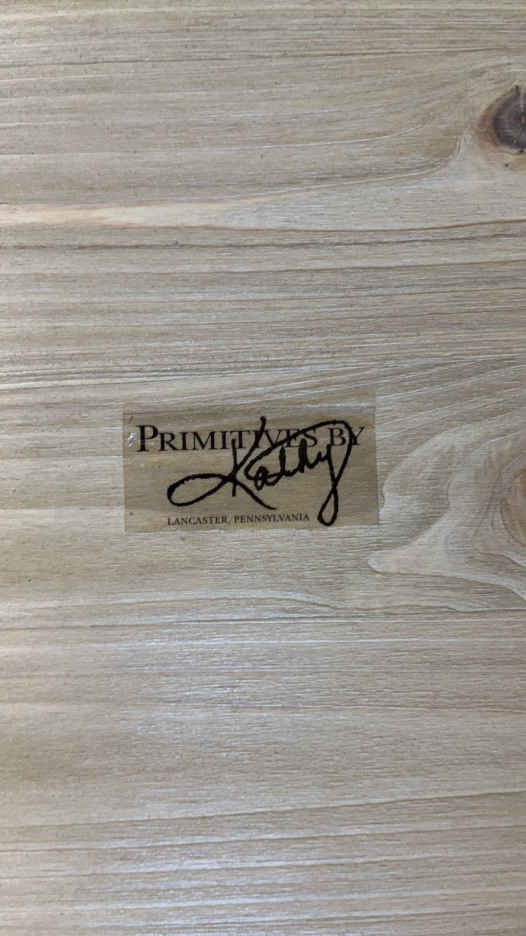 PRIMITIVES BY
Kathy
LANCASTER, PENNSYLVANIA